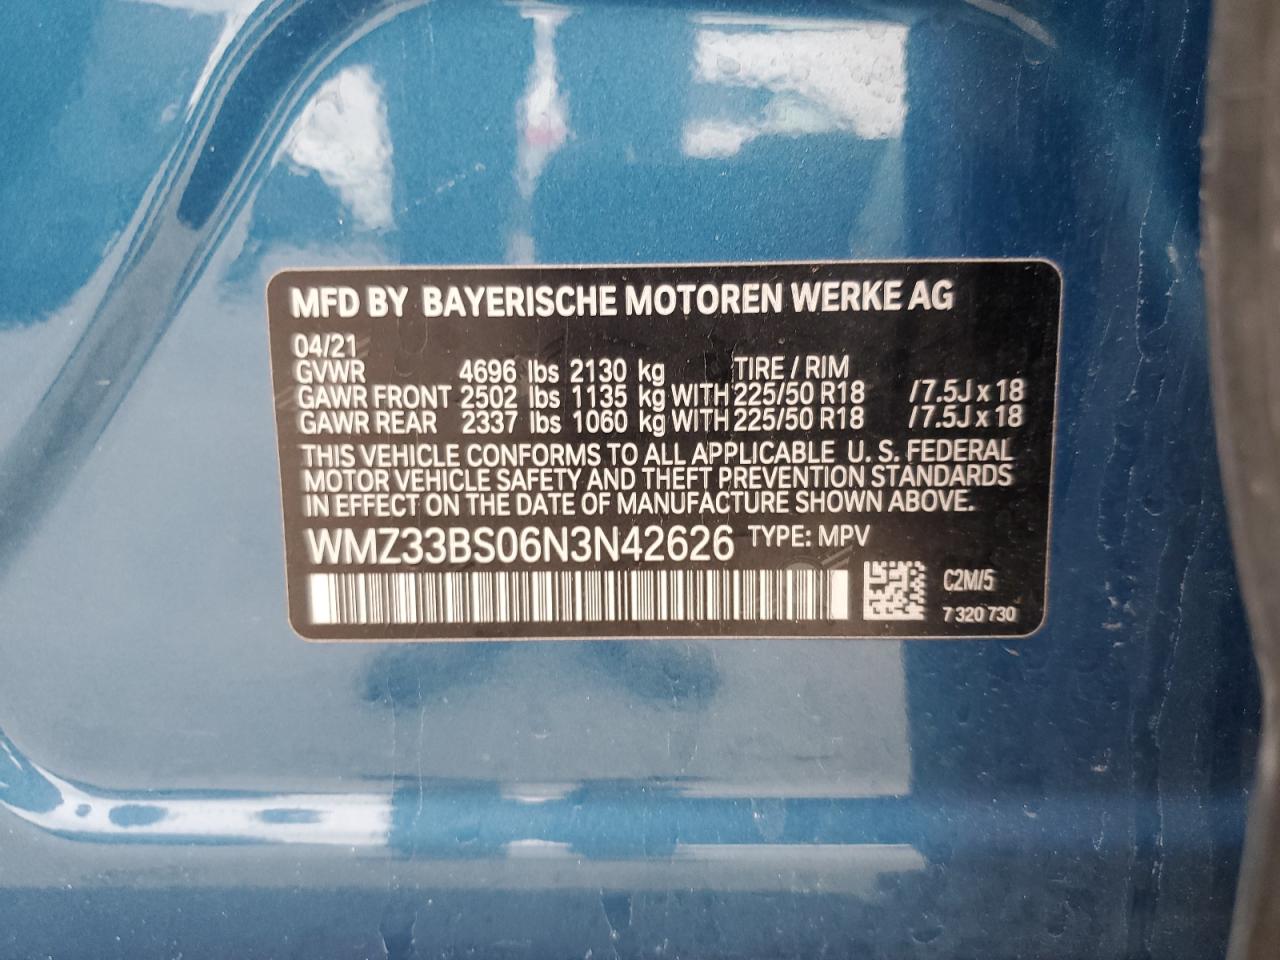 MFD BY BAYERISCHE MOTOREN WERKE AG
04/21
GVWR 4696 lbs 2130 kg TIRE / RIM
GAWR FRONT 2502 lbs 1135 kg WITH 225/50 R18 /7.5J x 18
GAWR REAR 2337 lbs 1060 kg WITH 225/50 R18 /7.5J x 18
THIS VEHICLE CONFORMS TO ALL APPLICABLE U. S. FEDERAL
MOTOR VEHICLE SAFETY AND THEFT PREVENTION STANDARDS
IN EFFECT ON THE DATE OF MANUFACTURE SHOWN ABOVE.
WMZ33BS06N3N42626 TYPE: MPV
C2M/5
7 320 730